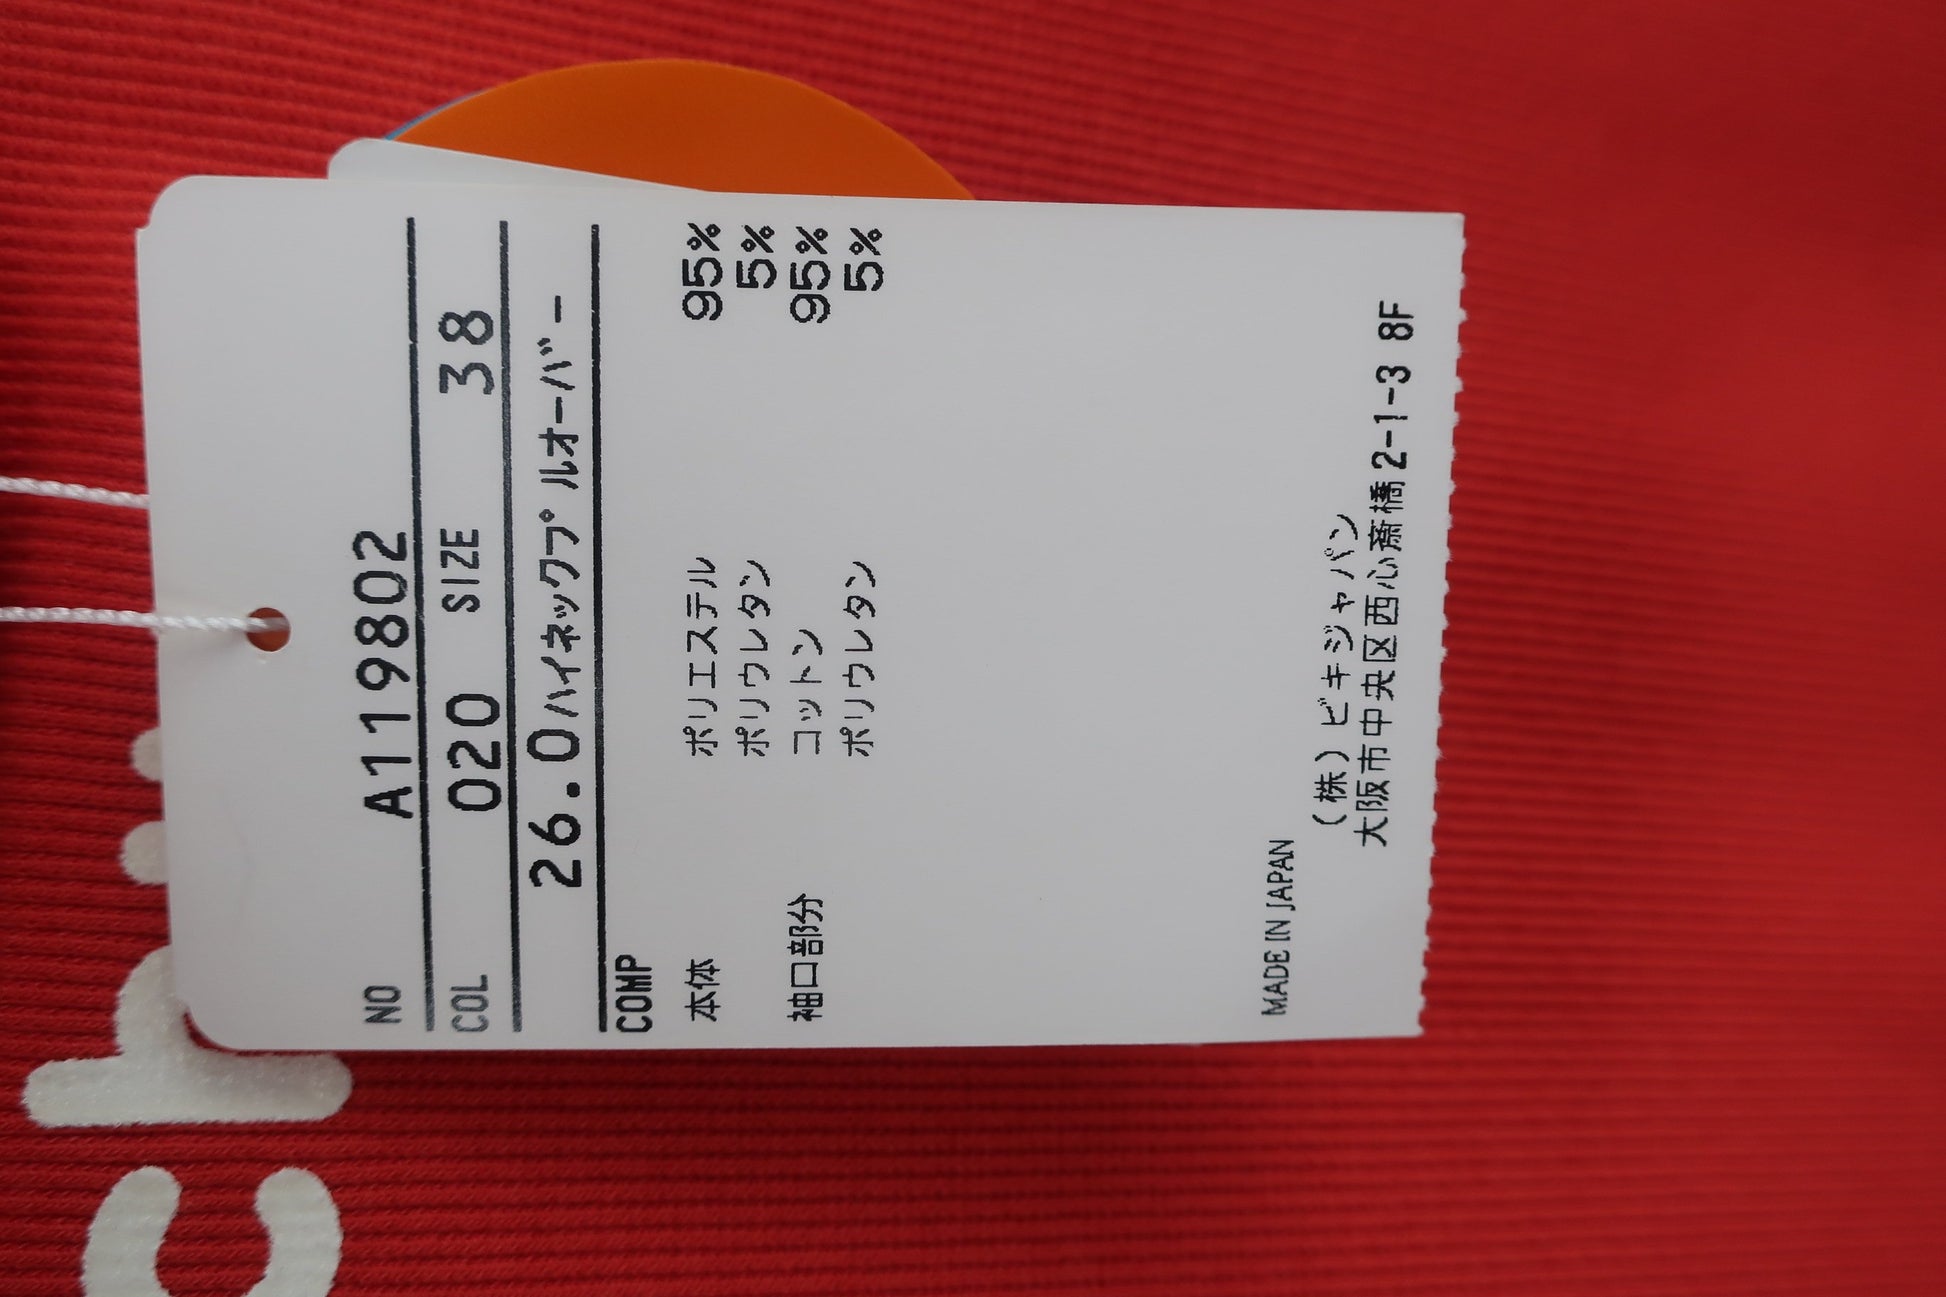 NO A119802
COL 020 SIZE 38
26.0ハイネックプルオーバー
COMP
本体 ポリエステル 95%
ポリウレタン 5%
袖口部分 コットン 95%
ポリウレタン 5%
MADE IN JAPAN
(株)ビキジャパン
大阪市中央区西心斎橋2-1-3 8F